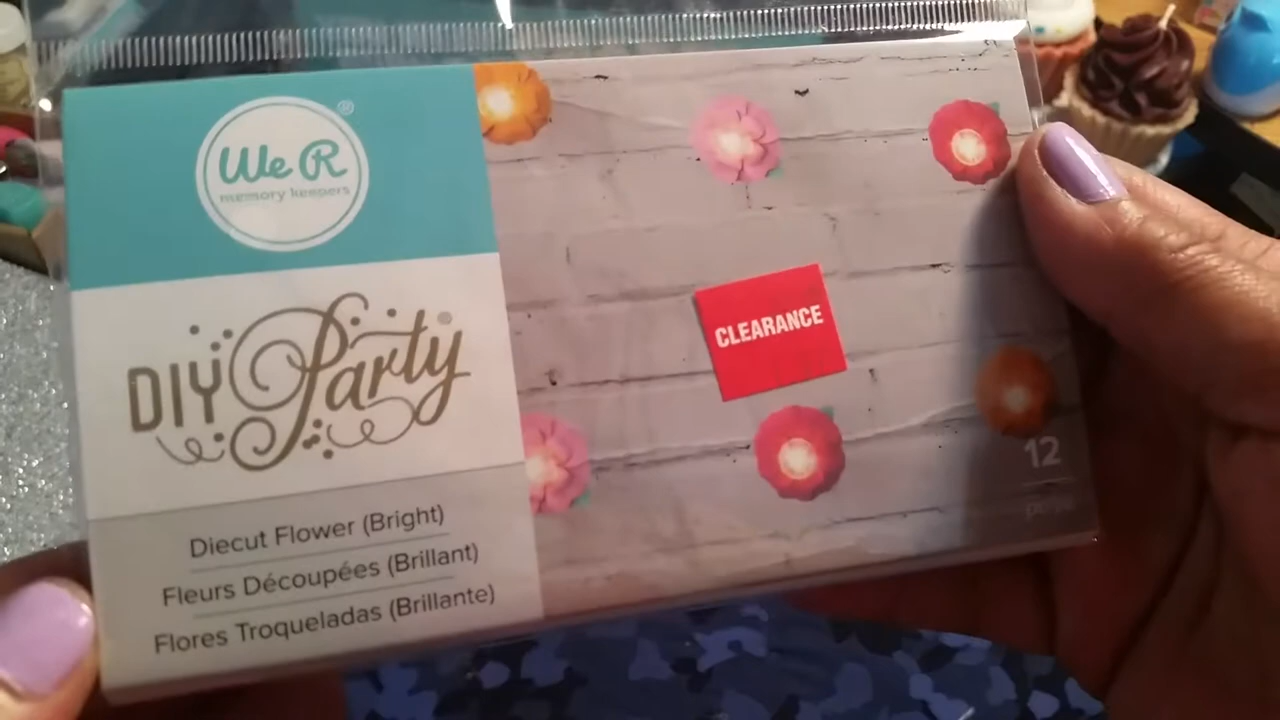 We R
®
memory keepers
DIY Party®
Diecut Flower (Bright)
Fleurs Découpées (Brillant)
Flores Troqueladas (Brillante)
CLEARANCE
12